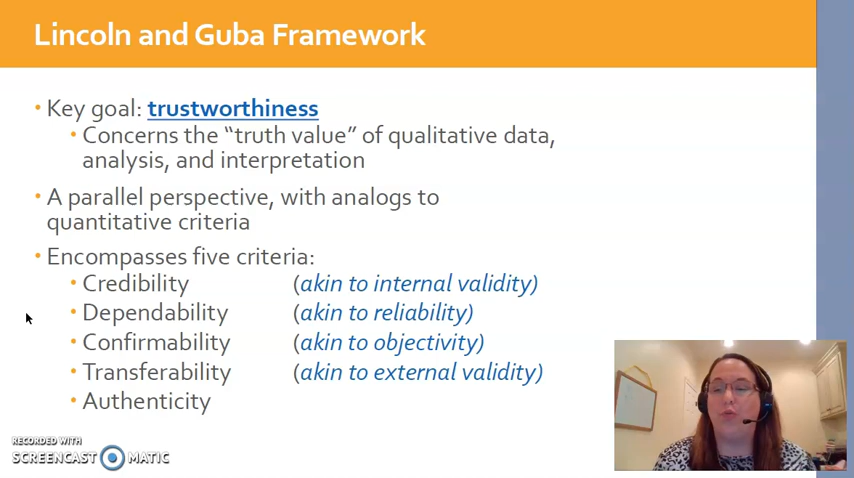 Lincoln and Guba Framework
• Key goal: trustworthiness
• Concerns the “truth value” of qualitative data,
analysis, and interpretation
• A parallel perspective, with analogs to
quantitative criteria
• Encompasses five criteria:
• Credibility (akin to internal validity)
• Dependability (akin to reliability)
• Confirmability (akin to objectivity)
• Transferability (akin to external validity)
• Authenticity
RECORDED WITH
SCREENCAST MATIC